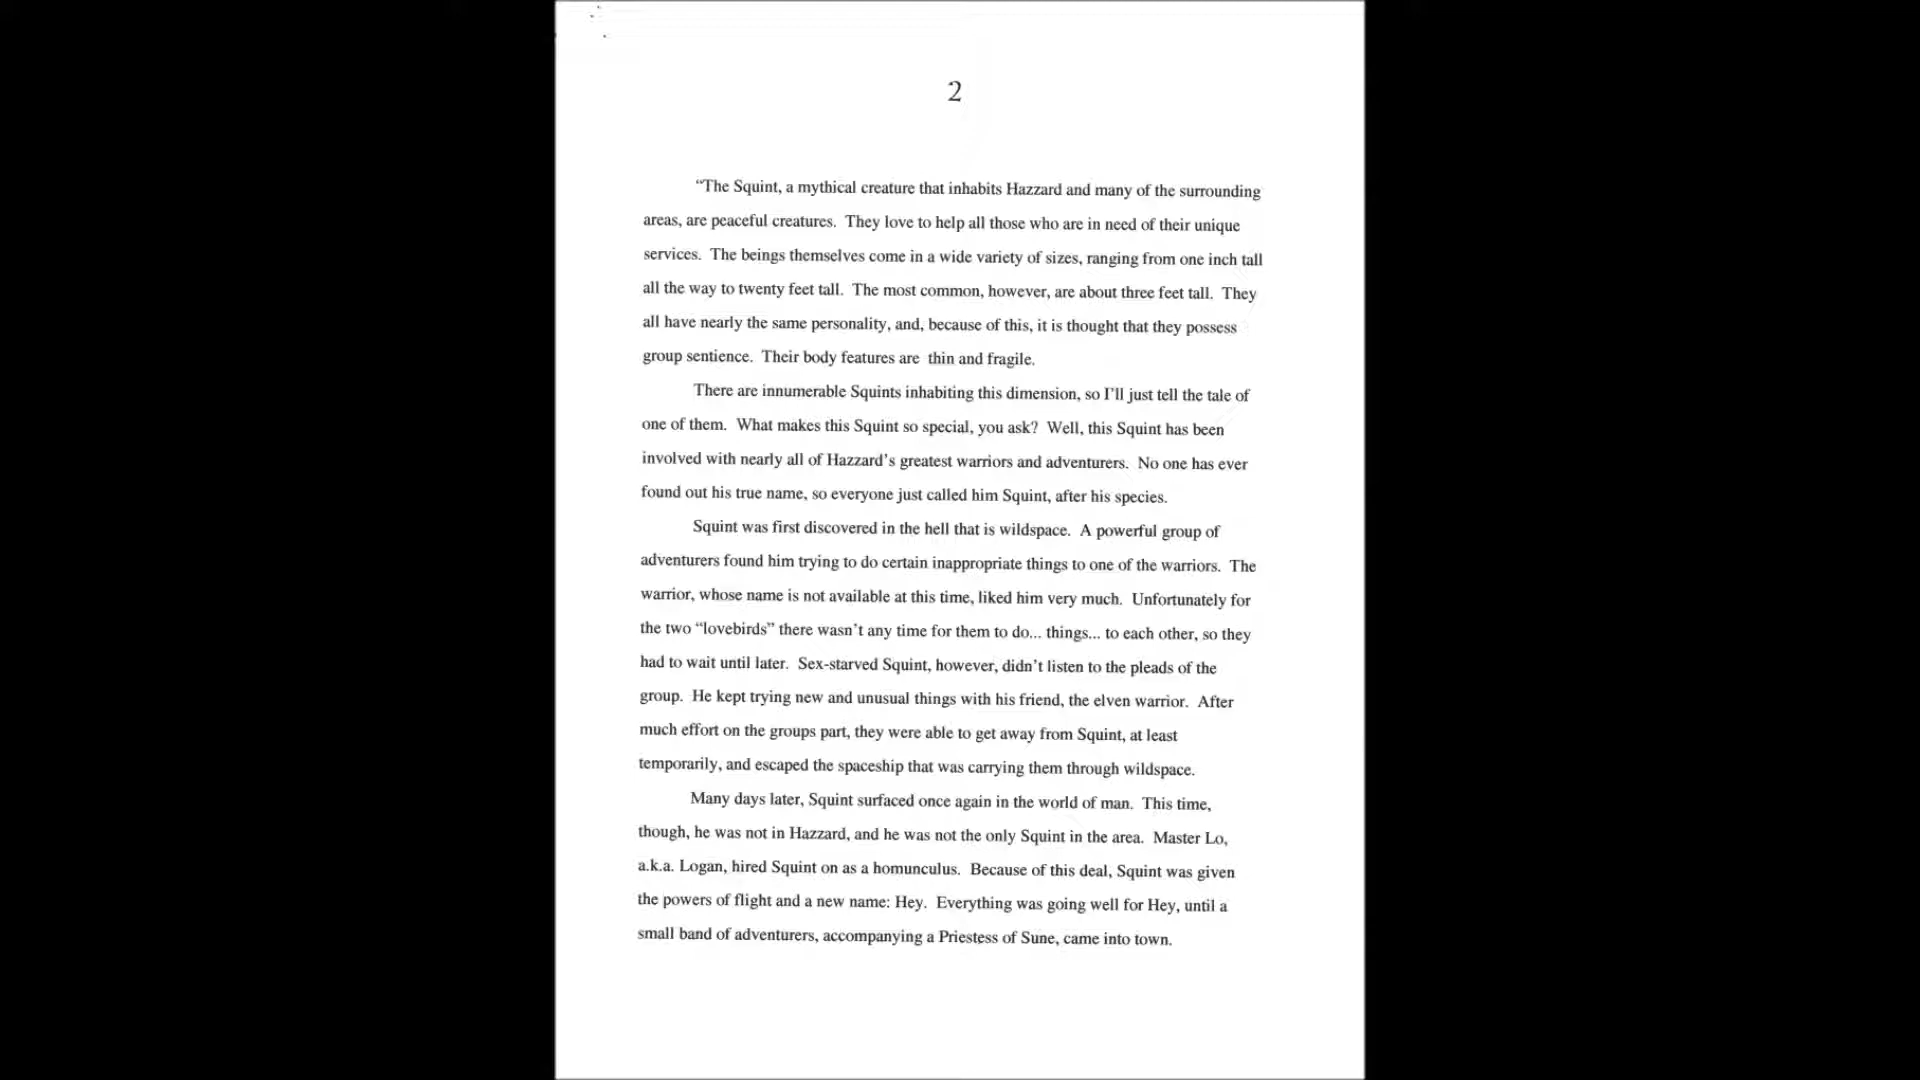 2
“The Squint, a mythical creature that inhabits Hazzard and many of the surrounding
areas, are peaceful creatures.  They love to help all those who are in need of their unique
services.  The beings themselves come in a wide variety of sizes, ranging from one inch tall
all the way to twenty feet tall.  The most common, however, are about three feet tall.  They
all have nearly the same personality, and, because of this, it is thought that they possess
group sentience.  Their body features are  thin and fragile.
There are innumerable Squints inhabiting this dimension, so I’ll just tell the tale of
one of them.  What makes this Squint so special, you ask?  Well, this Squint has been
involved with nearly all of Hazzard’s greatest warriors and adventurers.  No one has ever
found out his true name, so everyone just called him Squint, after his species.
Squint was first discovered in the hell that is wildspace.  A powerful group of
adventurers found him trying to do certain inappropriate things to one of the warriors.  The
warrior, whose name is not available at this time, liked him very much.  Unfortunately for
the two “lovebirds” there wasn’t any time for them to do... things... to each other, so they
had to wait until later.  Sex-starved Squint, however, didn’t listen to the pleads of the
group.  He kept trying new and unusual things with his friend, the elven warrior.  After
much effort on the groups part, they were able to get away from Squint, at least
temporarily, and escaped the spaceship that was carrying them through wildspace.
Many days later, Squint surfaced once again in the world of man.  This time,
though, he was not in Hazzard, and he was not the only Squint in the area.  Master Lo,
a.k.a. Logan, hired Squint on as a homunculus.  Because of this deal, Squint was given
the powers of flight and a new name: Hey.  Everything was going well for Hey, until a
small band of adventurers, accompanying a Priestess of Sune, came into town.